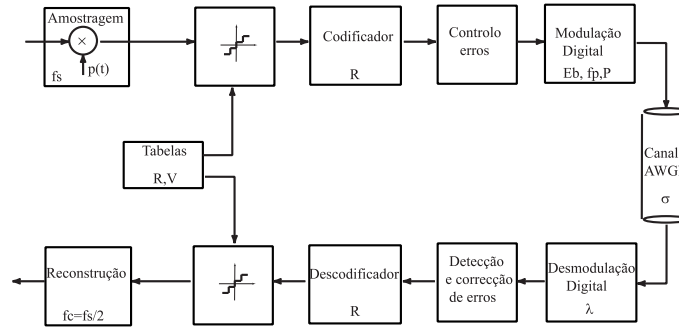 Amostragem
×
p(t)
fs
Codificador
R
Controlo
erros
Modulação
Digital
Eb, fp,P
Tabelas
R,V
Canal
AWG
σ
Reconstrução
fc=fs/2
Descodificador
R
Detecção
e correcção
de erros
Desmodulação
Digital
λ